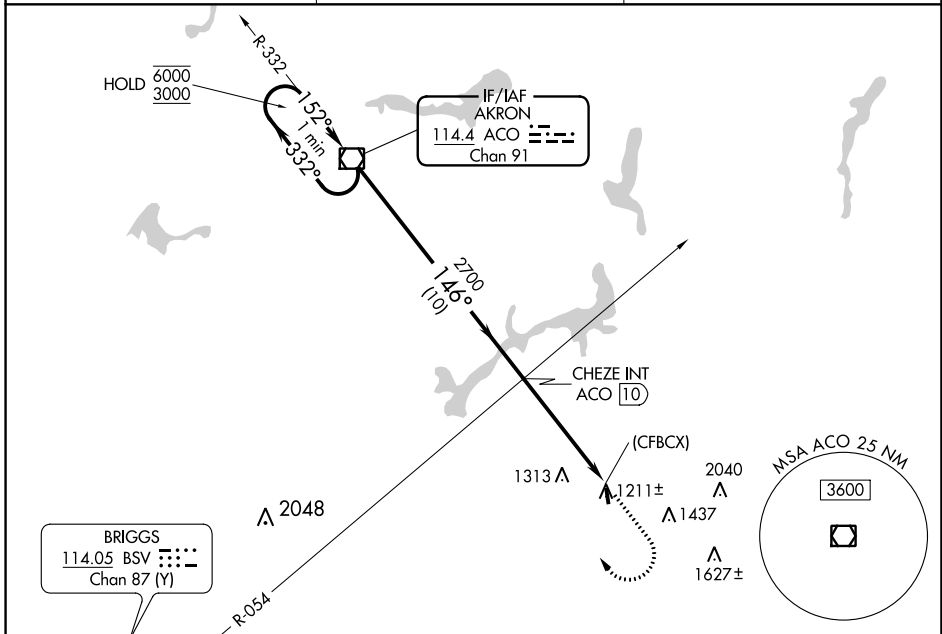 R-332
HOLD
6000
3000
152°
1 min
332°
IF/IAF
AKRON
114.4 ACO
Chan 91
2700
146°
(10)
CHEZE INT
ACO 10
(CFBCX)
1313
1211±
2040
1437
1627±
MSA ACO 25 NM
3600
2048
BRIGGS
114.05 BSV
Chan 87 (Y)
R-054